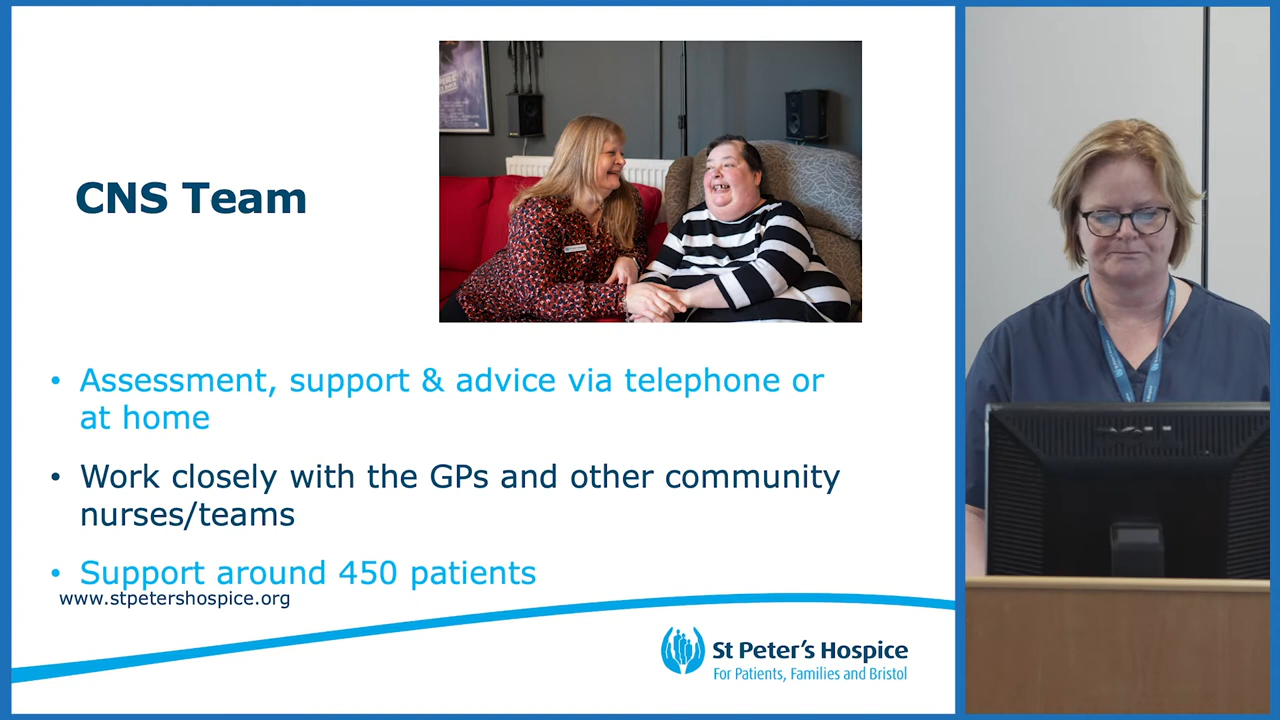 CNS Team
• Assessment, support & advice via telephone or
at home
• Work closely with the GPs and other community
nurses/teams
• Support around 450 patients
www.stpetershospice.org
St Peter's Hospice
For Patients, Families and Bristol
DELL